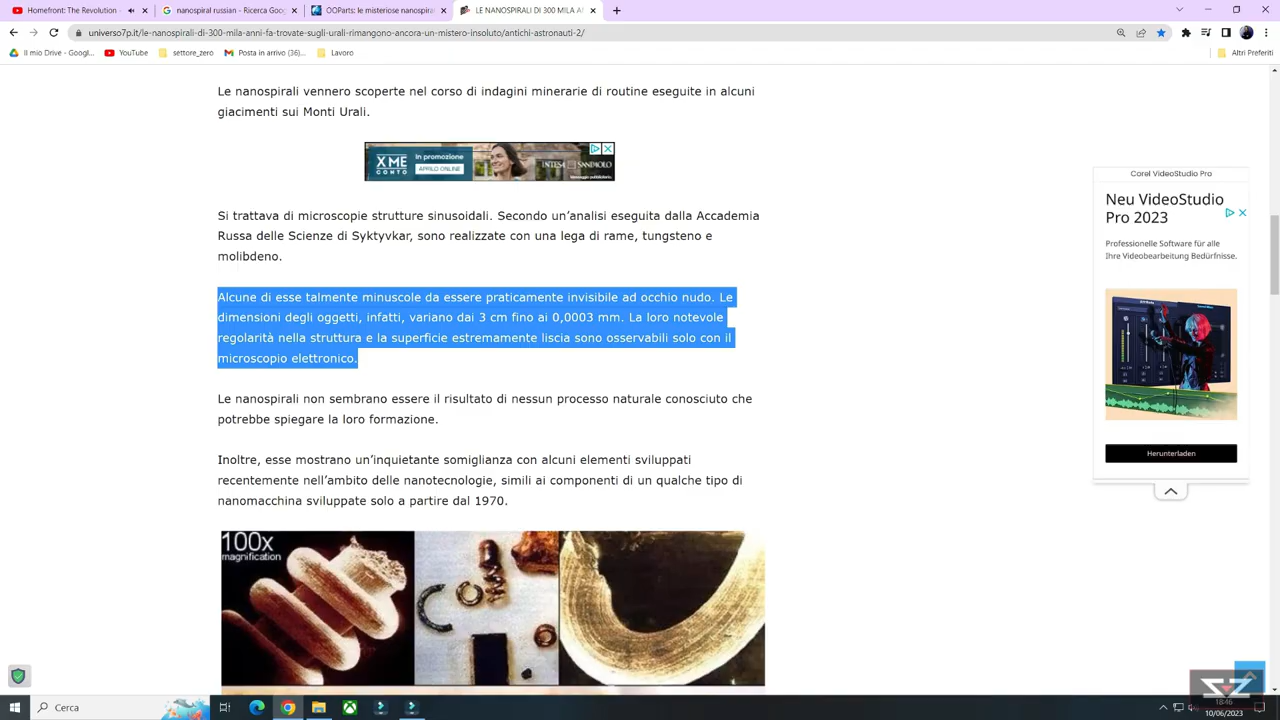 Homefront: The Revolution -
nanospiral russian - Ricerca Goog
OOParts: le misteriose nanospira
LE NANOSPIRALI DI 300 MILA AN
universo7p.it/le-nanospirali-di-300-mila-anni-fa-trovate-sugli-urali-rimangono-ancora-un-mistero-insoluto/antichi-astronauti-2/
Il mio Drive - Googl...
YouTube
settore_zero
Posta in arrivo (36)...
Lavoro
Altri Preferiti
Le nanospirali vennero scoperte nel corso di indagini minerarie di routine eseguite in alcuni
giacimenti sui Monti Urali.
XME
CONTO
In promozione
APRILO ONLINE
INTESA SANPAOLO
Messaggio pubblicitario.
Si trattava di microscopie strutture sinusoidali. Secondo un'analisi eseguita dalla Accademia
Russa delle Scienze di Syktyvkar, sono realizzate con una lega di rame, tungsteno e
molibdeno.
Alcune di esse talmente minuscole da essere praticamente invisibile ad occhio nudo. Le
dimensioni degli oggetti, infatti, variano dai 3 cm fino ai 0,0003 mm. La loro notevole
regolarità nella struttura e la superficie estremamente liscia sono osservabili solo con il
microscopio elettronico.
Le nanospirali non sembrano essere il risultato di nessun processo naturale conosciuto che
potrebbe spiegare la loro formazione.
Inoltre, esse mostrano un'inquietante somiglianza con alcuni elementi sviluppati
recentemente nell'ambito delle nanotecnologie, simili ai componenti di un qualche tipo di
nanomacchina sviluppate solo a partire dal 1970.
100x
magnification
Corel VideoStudio Pro
Neu VideoStudio
Pro 2023
Professionelle Software für alle
Ihre Videobearbeitung Bedürfnisse.
Herunterladen
Cerca
SZ
18:46
10/06/2023